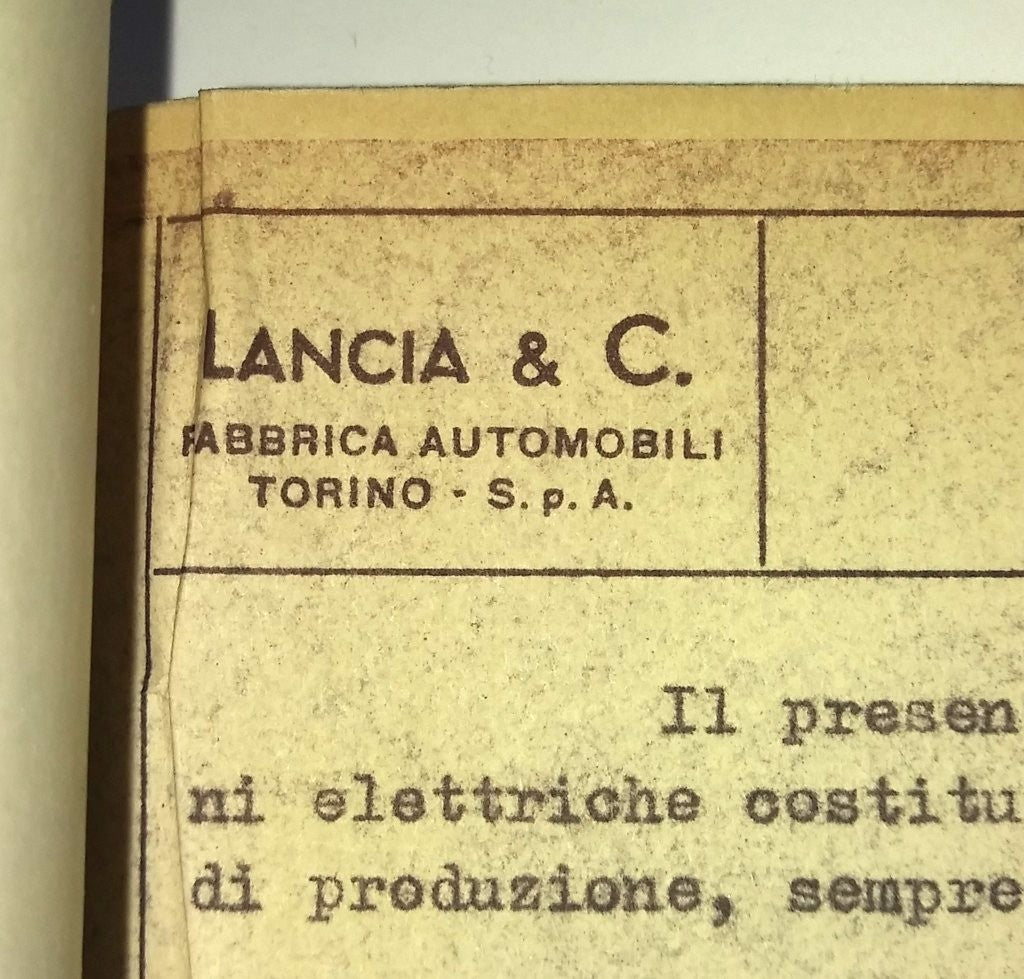 LANCIA & C.
FABBRICA AUTOMOBILI
TORINO - S. p. A.
Il presen
ni elettriche costitu
di produzione, sempre